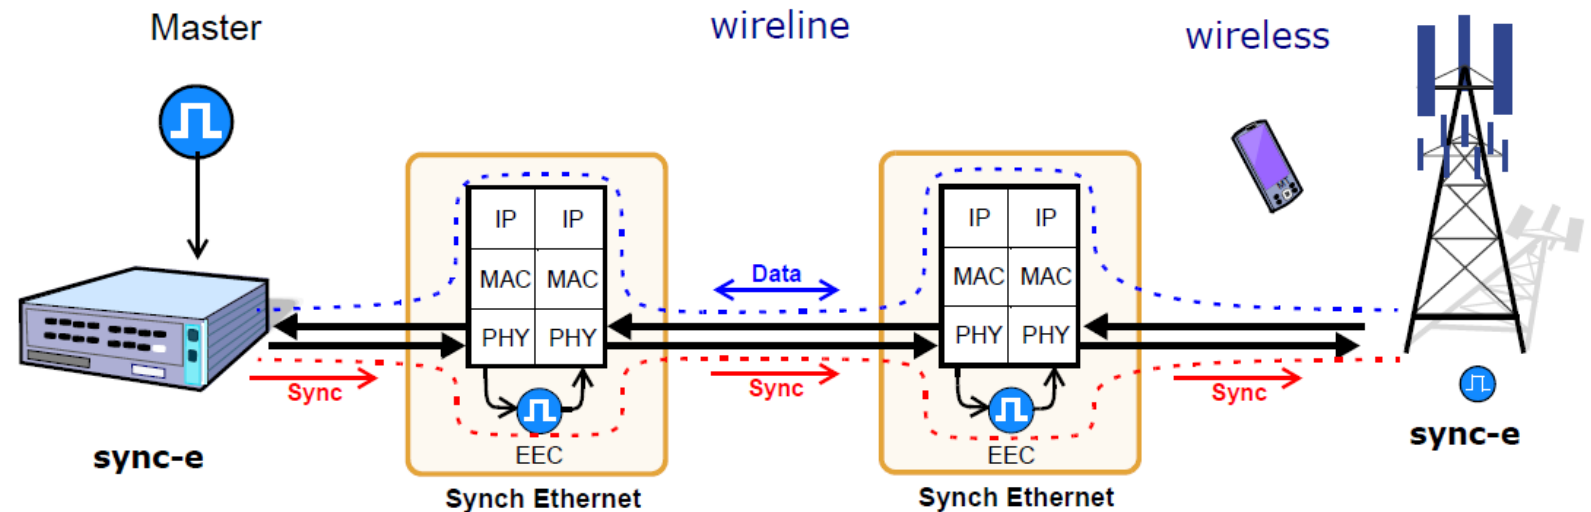 Master
wireline
wireless
IP IP
MAC MAC
PHY PHY
IP IP
MAC MAC
PHY PHY
MT
Data
Sync
Sync
Sync
EEC
EEC
sync-e
sync-e
Synch Ethernet
Synch Ethernet